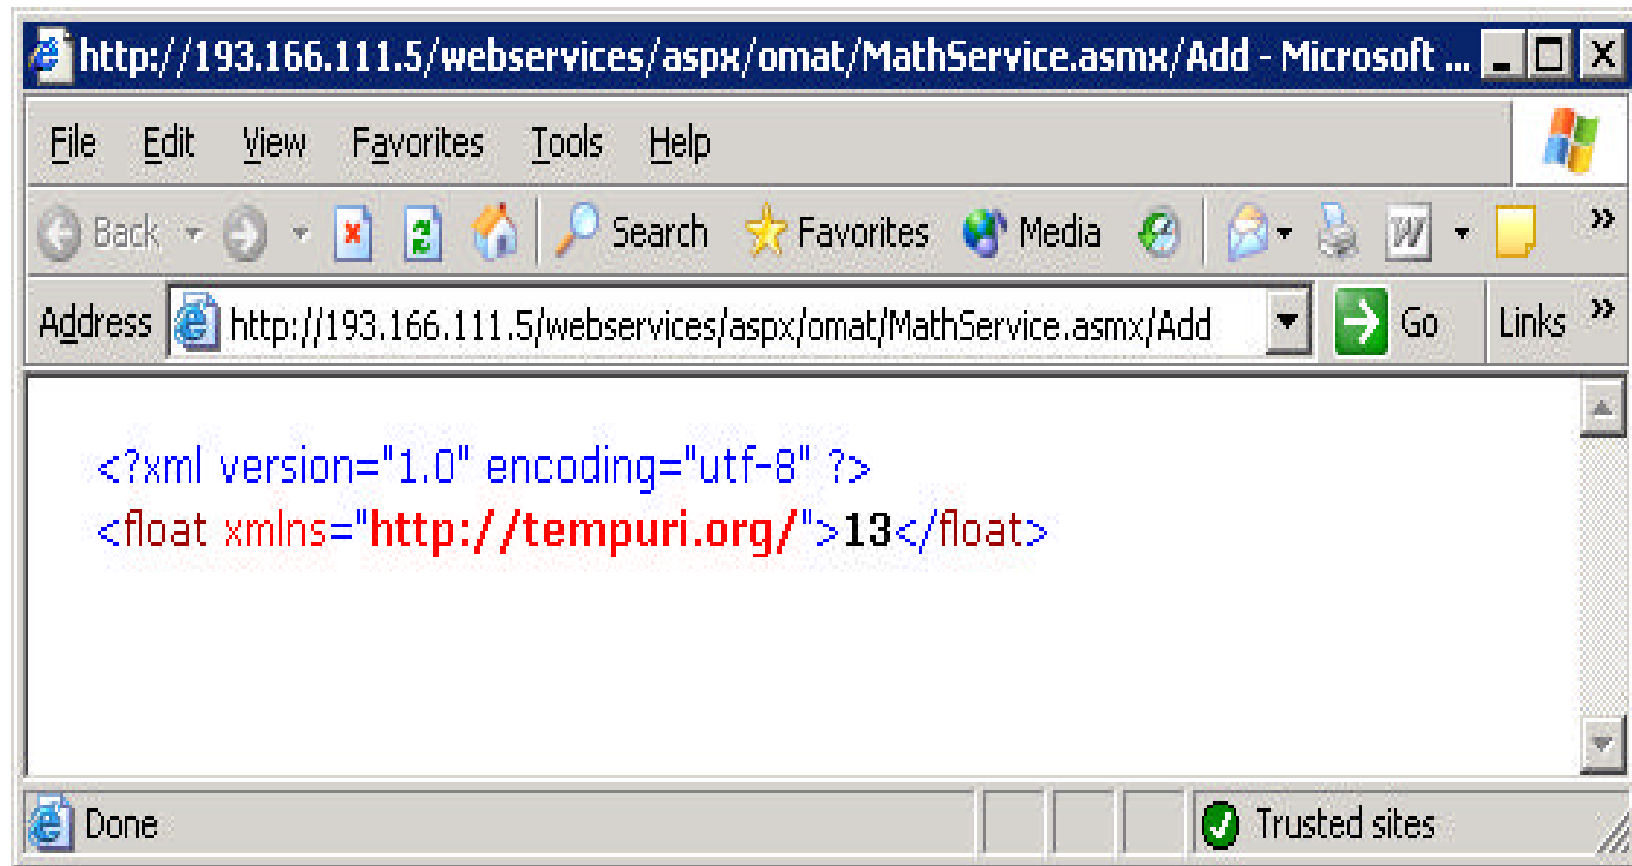 http://193.166.111.5/webservices/aspx/omat/MathService.asmx/Add - Microsoft ...
File Edit View Favorites Tools Help
Back Search Favorites Media W »
Address http://193.166.111.5/webservices/aspx/omat/MathService.asmx/Add Go Links »
<?xml version="1.0" encoding="utf-8" ?>
<float xmlns="http://tempuri.org/">13</float>
Done Trusted sites